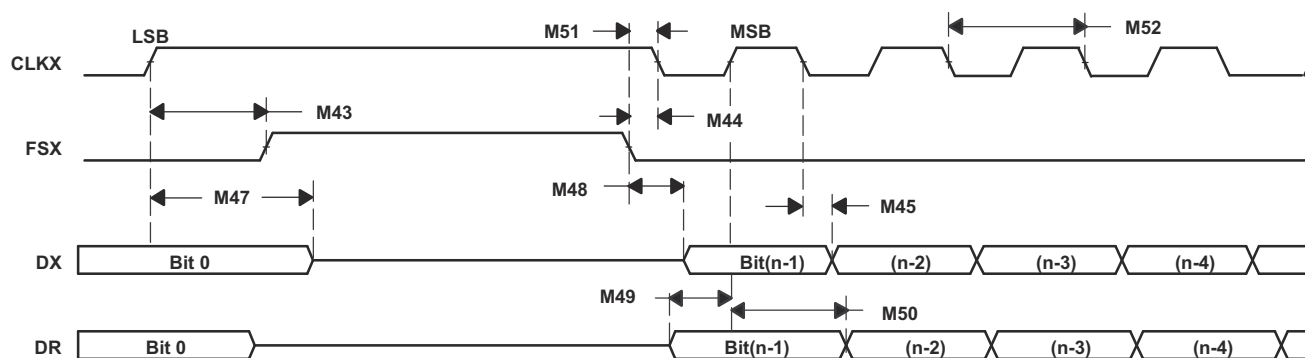 LSB M51 MSB M52
CLKX
M43 M44
FSX
M47 M48 M45
DX Bit 0 Bit(n-1) (n-2) (n-3) (n-4)
M49 M50
DR Bit 0 Bit(n-1) (n-2) (n-3) (n-4)